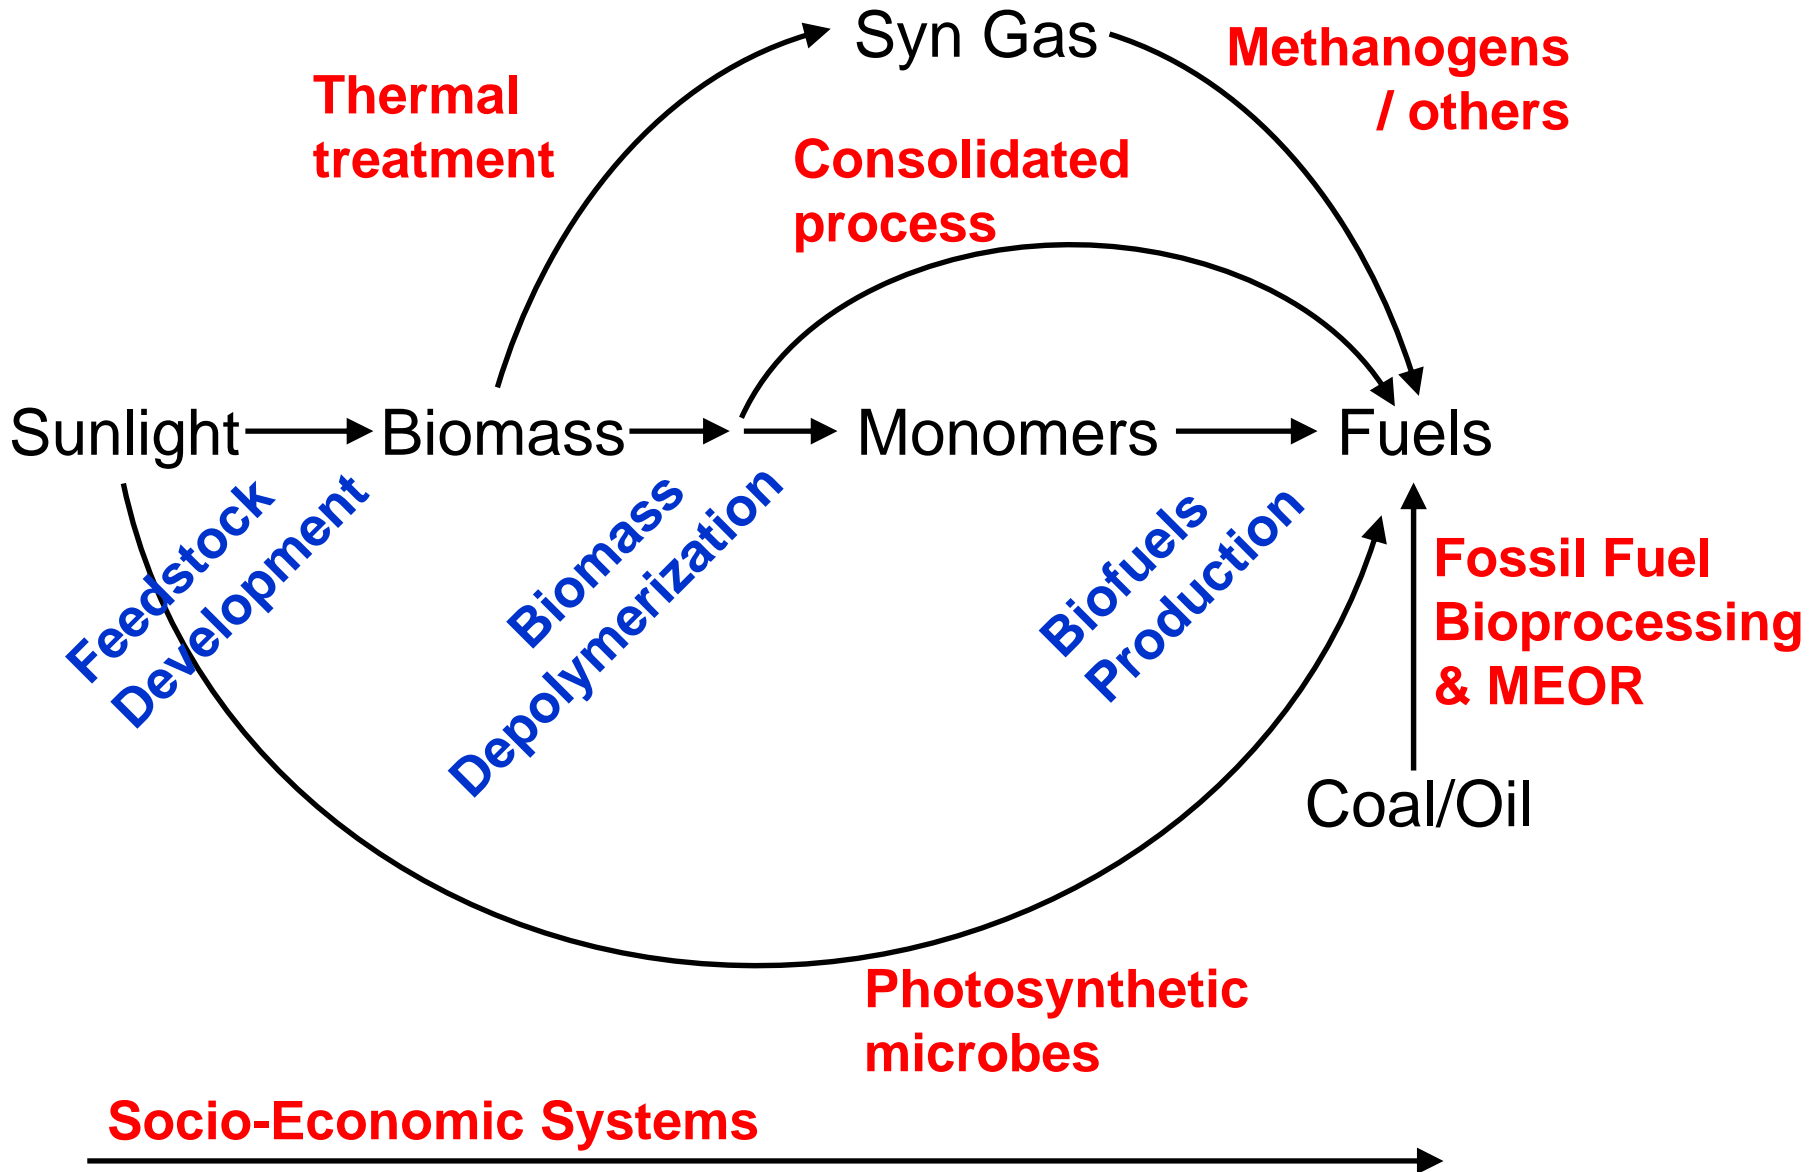 Syn Gas
Methanogens
/ others
Thermal
treatment
Consolidated
process
Sunlight
Biomass
Monomers
Fuels
Feedstock
Development
Biomass
Depolymerization
Biofuels
Production
Fossil Fuel
Bioprocessing
& MEOR
Coal/Oil
Photosynthetic
microbes
Socio-Economic Systems